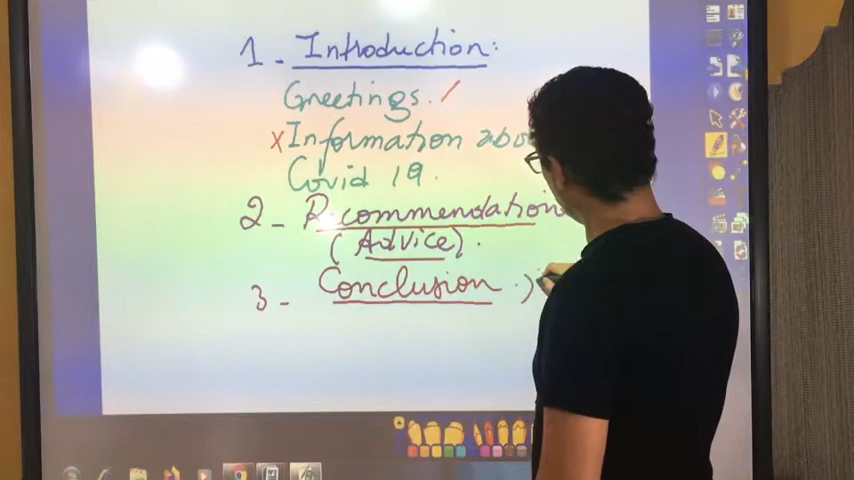 1 - Introduction:
Greetings.
x Information
Covid 19.
2 - Recommendation
(Advice).
3 - Conclusion